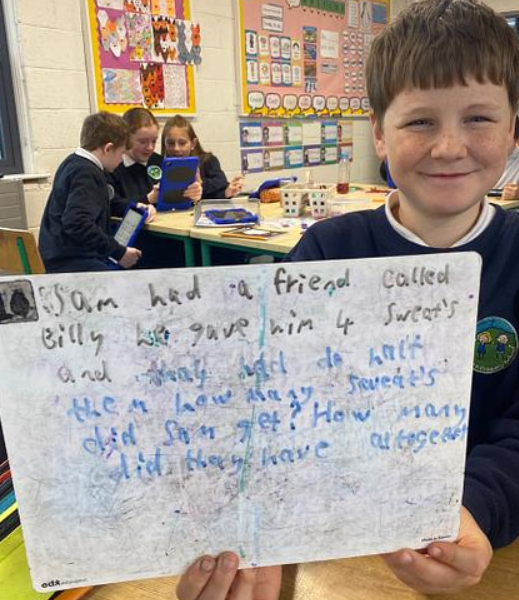 Sam had a friend called
Billy he gave him 4 sweat's
and they had do half
them how many sweat's
did Sam get? How many
did they have altogether